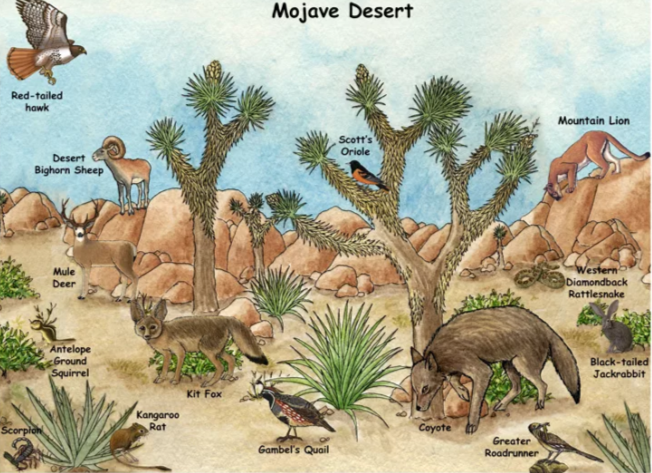 Mojave Desert
Red-tailed
hawk
Mountain Lion
Scott's
Oriole
Desert
Bighorn Sheep
Mule
Deer
Western
Diamondback
Rattlesnake
Antelope
Ground
Squirrel
Black-tailed
Jackrabbit
Kit Fox
Kangaroo
Rat
Scorpion
Gambel's Quail
Coyote
Greater
Roadrunner